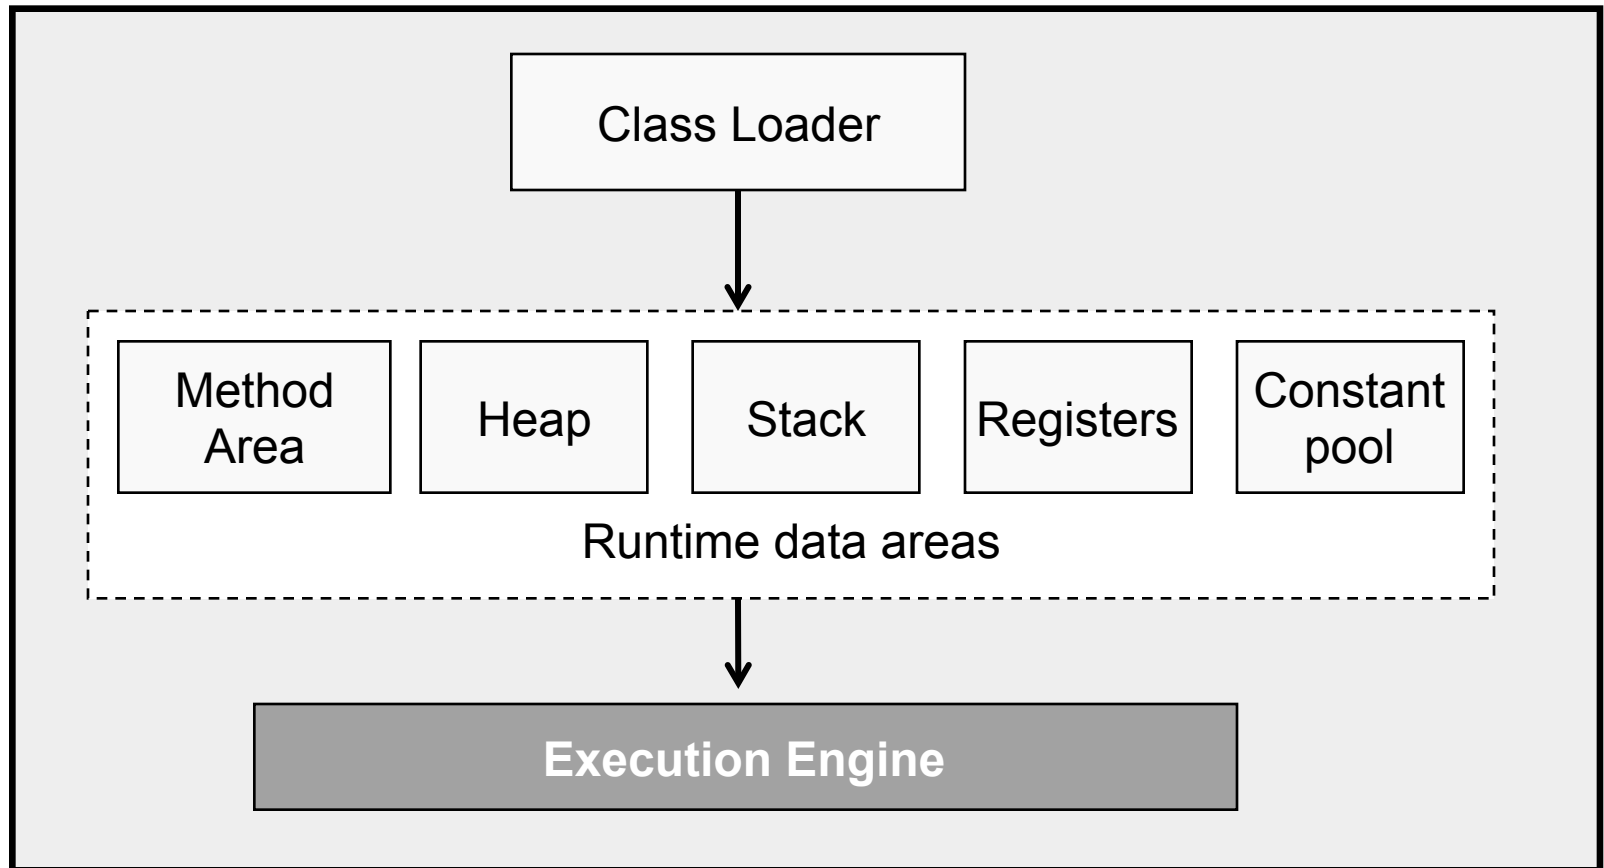 Class Loader
Method
Area
Heap
Stack
Registers
Constant
pool
Runtime data areas
Execution Engine